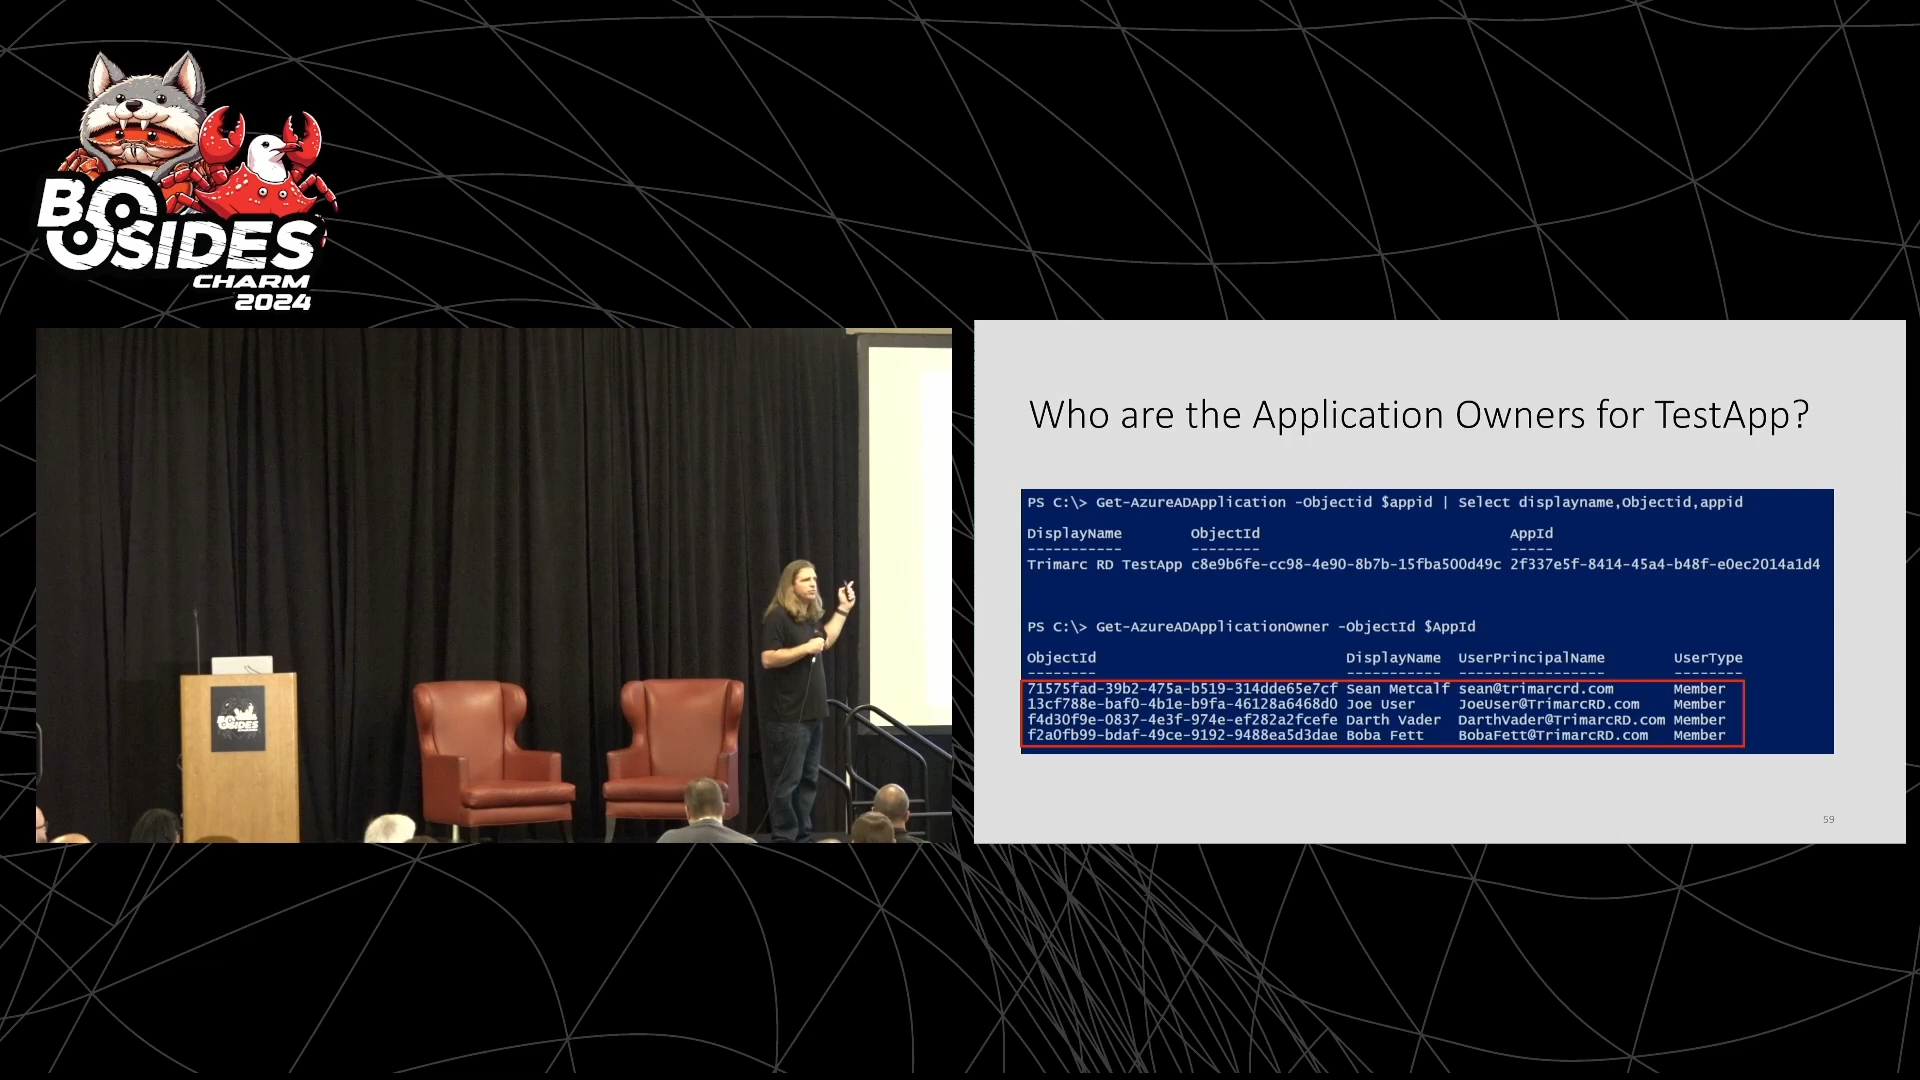 BSIDES
CHARM
2024
Who are the Application Owners for TestApp?
PS C:\> Get-AzureADApplication -Objectid $appid | Select displayname,Objectid,appid
DisplayName ObjectId AppId
----------- -------- -----
Trimarc RD TestApp c8e9b6fe-cc98-4e90-8b7b-15fba500d49c 2f337e5f-8414-45a4-b48f-e0ec2014a1d4
PS C:\> Get-AzureADApplicationOwner -ObjectId $AppId
ObjectId DisplayName UserPrincipalName UserType
-------- ----------- ----------------- --------
71575fad-39b2-475a-b519-314dde65e7cf Sean Metcalf sean@trimarcrd.com Member
13cf788e-baf0-4b1e-b9fa-46128a6468d0 Joe User JoeUser@TrimarcRD.com Member
f4d30f9e-0837-4e3f-974e-ef282a2fcefe Darth Vader DarthVader@TrimarcRD.com Member
f2a0fb99-bdaf-49ce-9192-9488ea5d3dae Boba Fett BobaFett@TrimarcRD.com Member
59
BSIDES